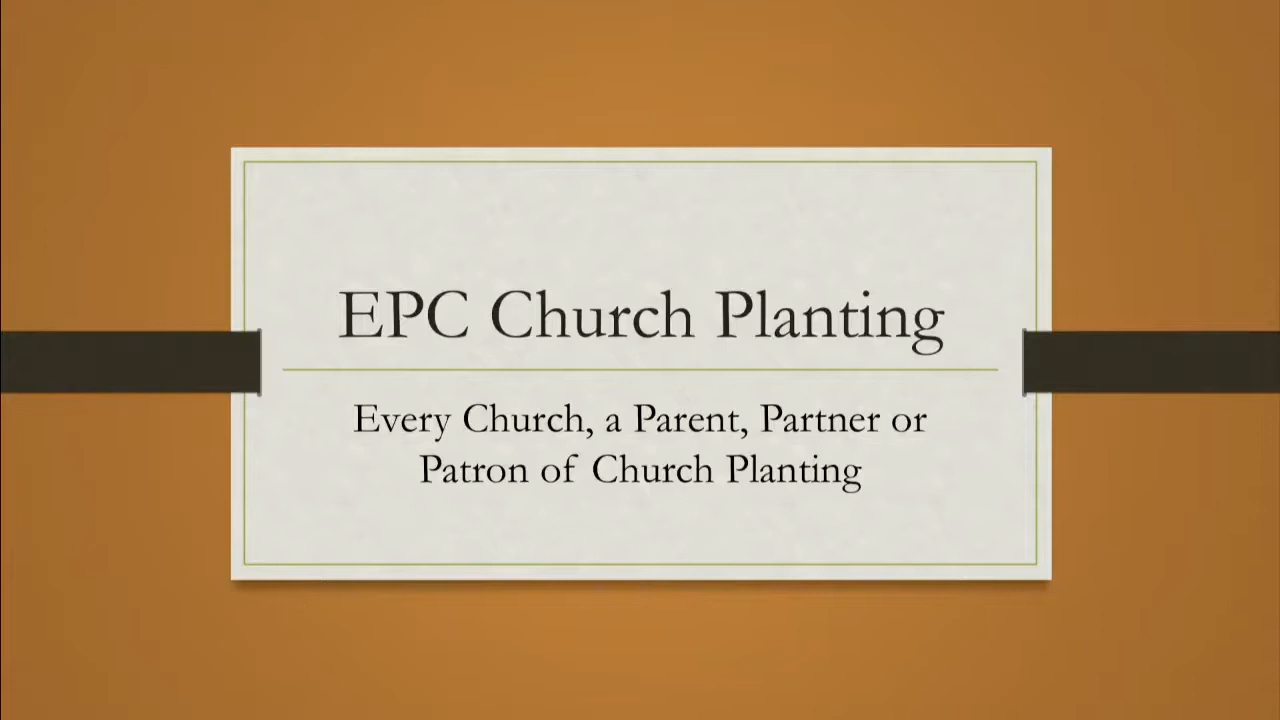 EPC Church Planting
Every Church, a Parent, Partner or
Patron of Church Planting